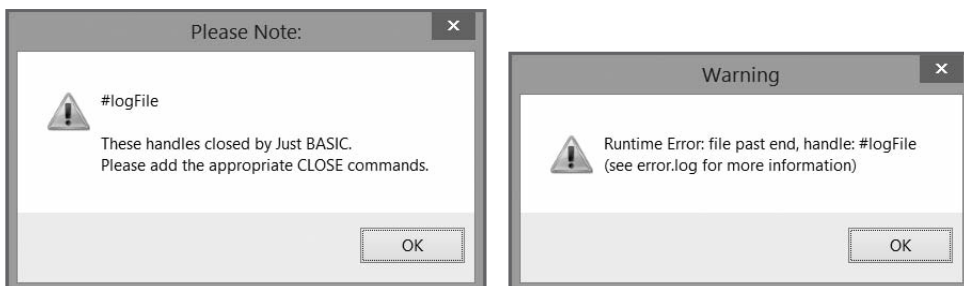 Please Note:
#logFile
These handles closed by Just BASIC.
Please add the appropriate CLOSE commands.
OK
Warning
Runtime Error: file past end, handle: #logFile
(see error.log for more information)
OK